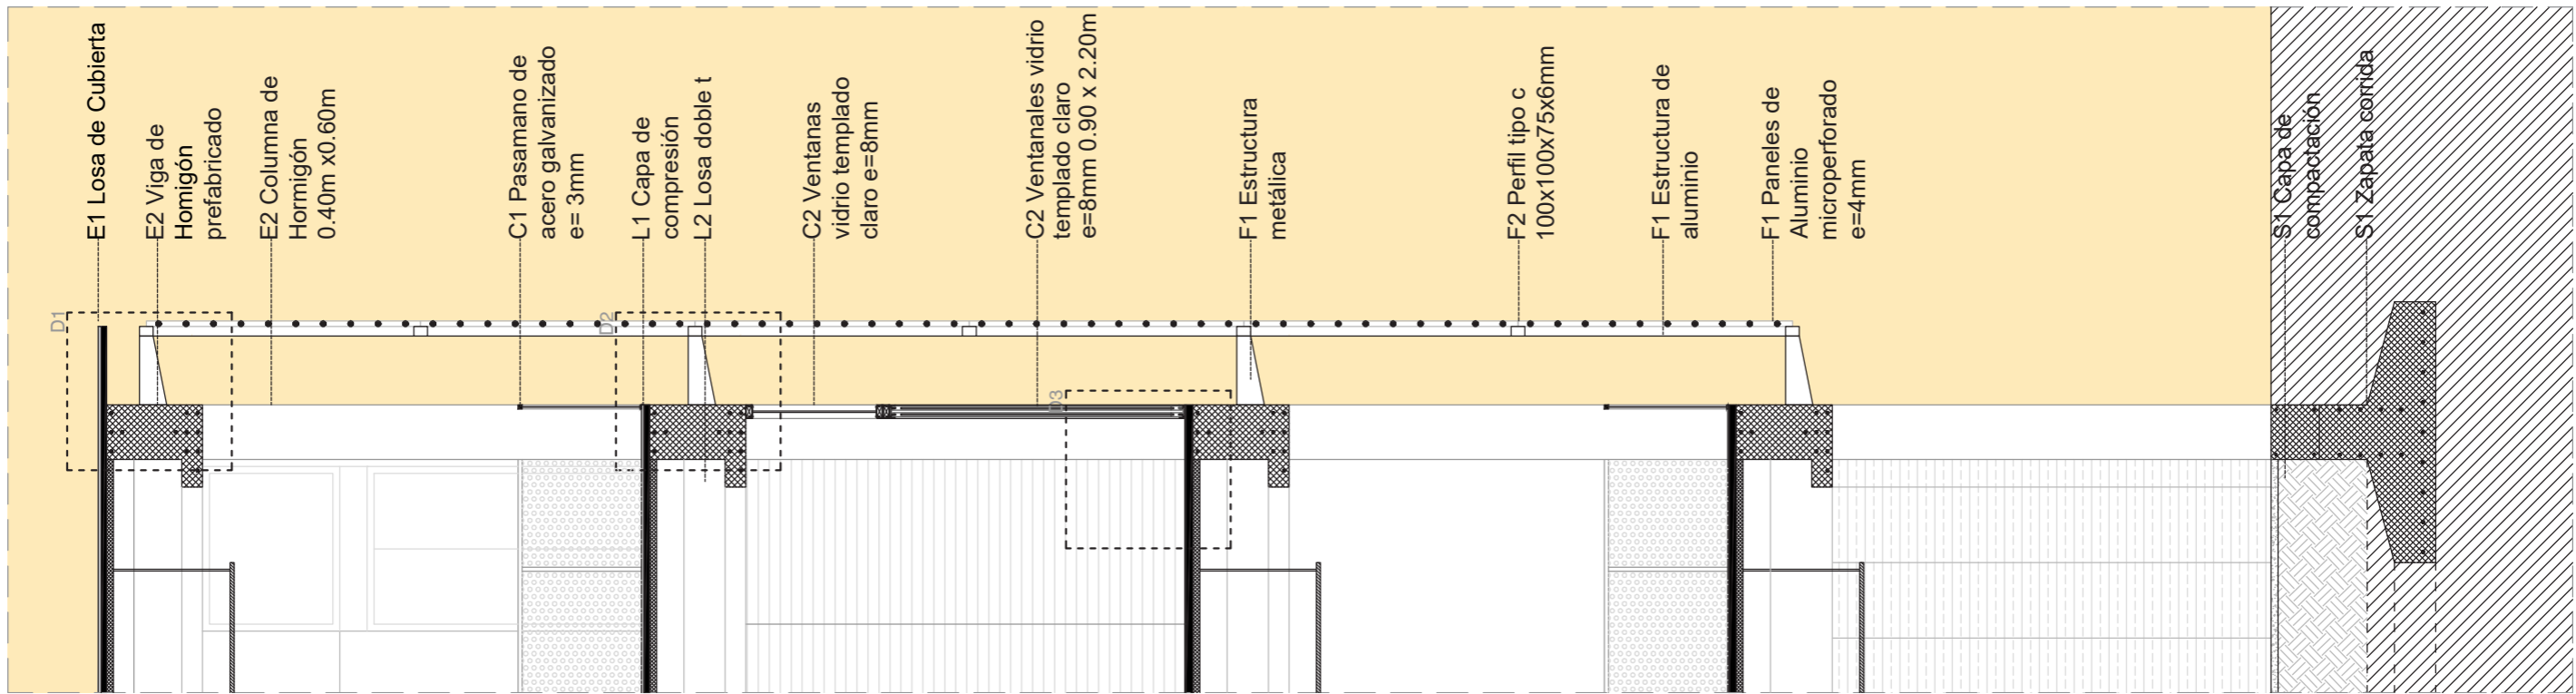 E1 Losa de Cubierta
E2 Viga de
Homigón
prefabricado
E2 Columna de
Hormigón
0.40m x0.60m
C1 Pasamano de
acero galvanizado
e= 3mm
L1 Capa de
compresión
L2 Losa doble t
C2 Ventanas
vidrio templado
claro e=8mm
C2 Ventanales vidrio
templado claro
e=8mm 0.90 x 2.20m
F1 Estructura
metálica
F2 Perfil tipo c
100x100x75x6mm
F1 Estructura de
aluminio
F1 Paneles de
Aluminio
microperforado
e=4mm
S1 Capa de
compactación
S1 Zapata corrida
D1
D2
D3